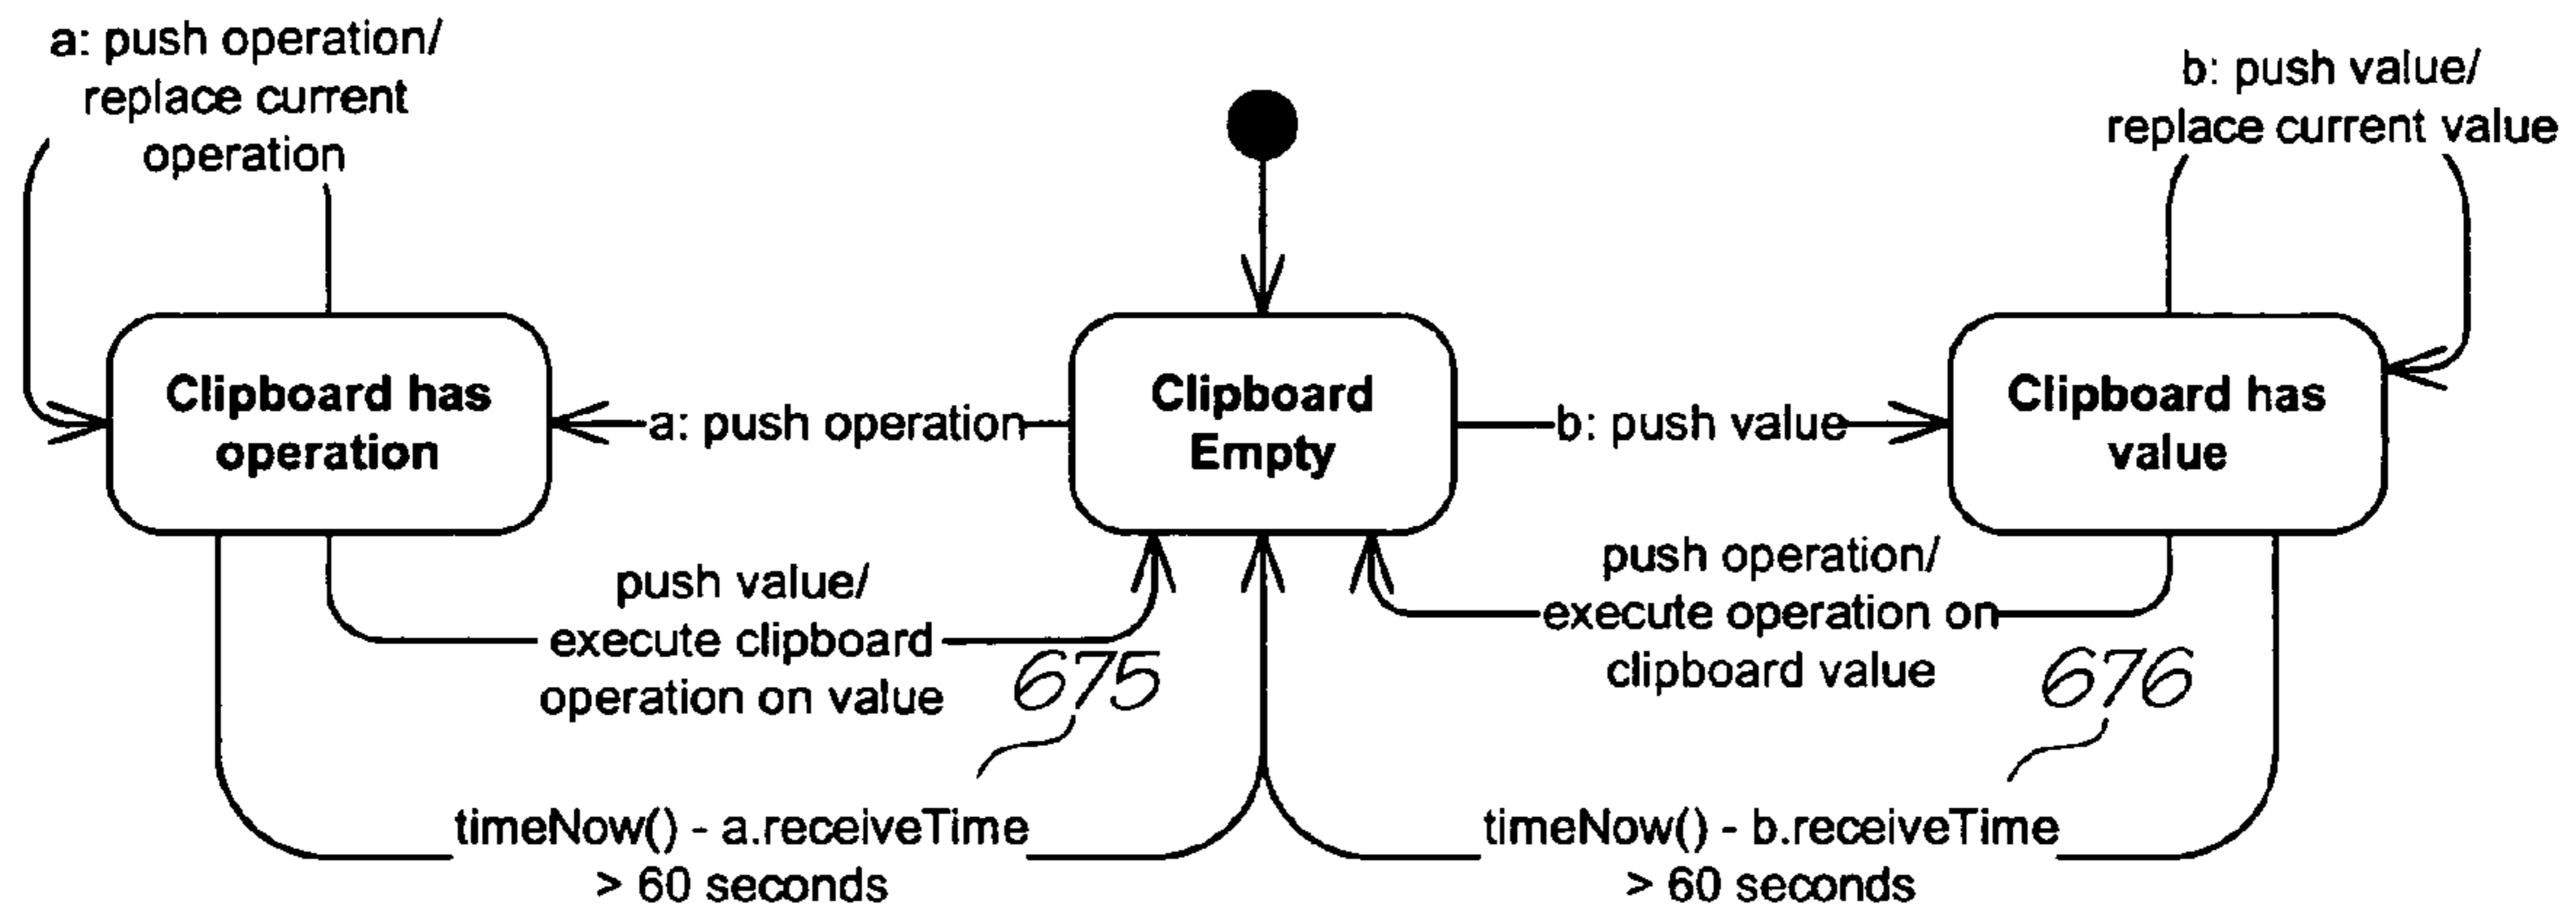 a: push operation/
replace current
operation
b: push value/
replace current value
Clipboard has
operation
a: push operation
Clipboard
Empty
b: push value
Clipboard has
value
push value/
execute clipboard
operation on value
675
push operation/
execute operation on
clipboard value
676
timeNow() - a.receiveTime
> 60 seconds
timeNow() - b.receiveTime
> 60 seconds